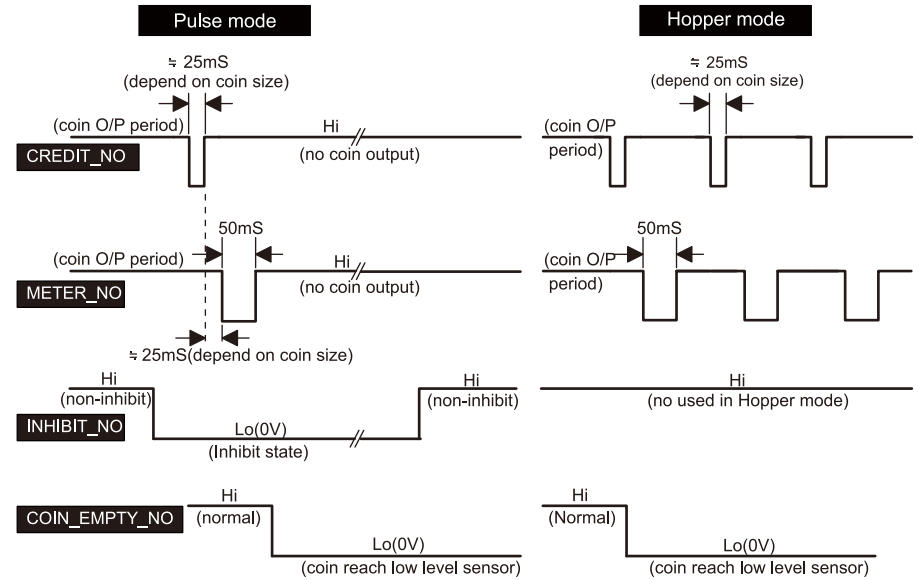 Pulse mode
Hopper mode
≒ 25mS
(depend on coin size)
≒ 25mS
(depend on coin size)
(coin O/P period)
Hi
(no coin output)
CREDIT_NO
(coin O/P
period)
50mS
50mS
(coin O/P period)
Hi
(no coin output)
METER_NO
(coin O/P
period)
≒ 25mS(depend on coin size)
Hi
(non-inhibit)
Hi
(non-inhibit)
INHIBIT_NO
Lo(0V)
(Inhibit state)
Hi
(no used in Hopper mode)
COIN_EMPTY_NO
Hi
(normal)
Lo(0V)
(coin reach low level sensor)
Hi
(Normal)
Lo(0V)
(coin reach low level sensor)